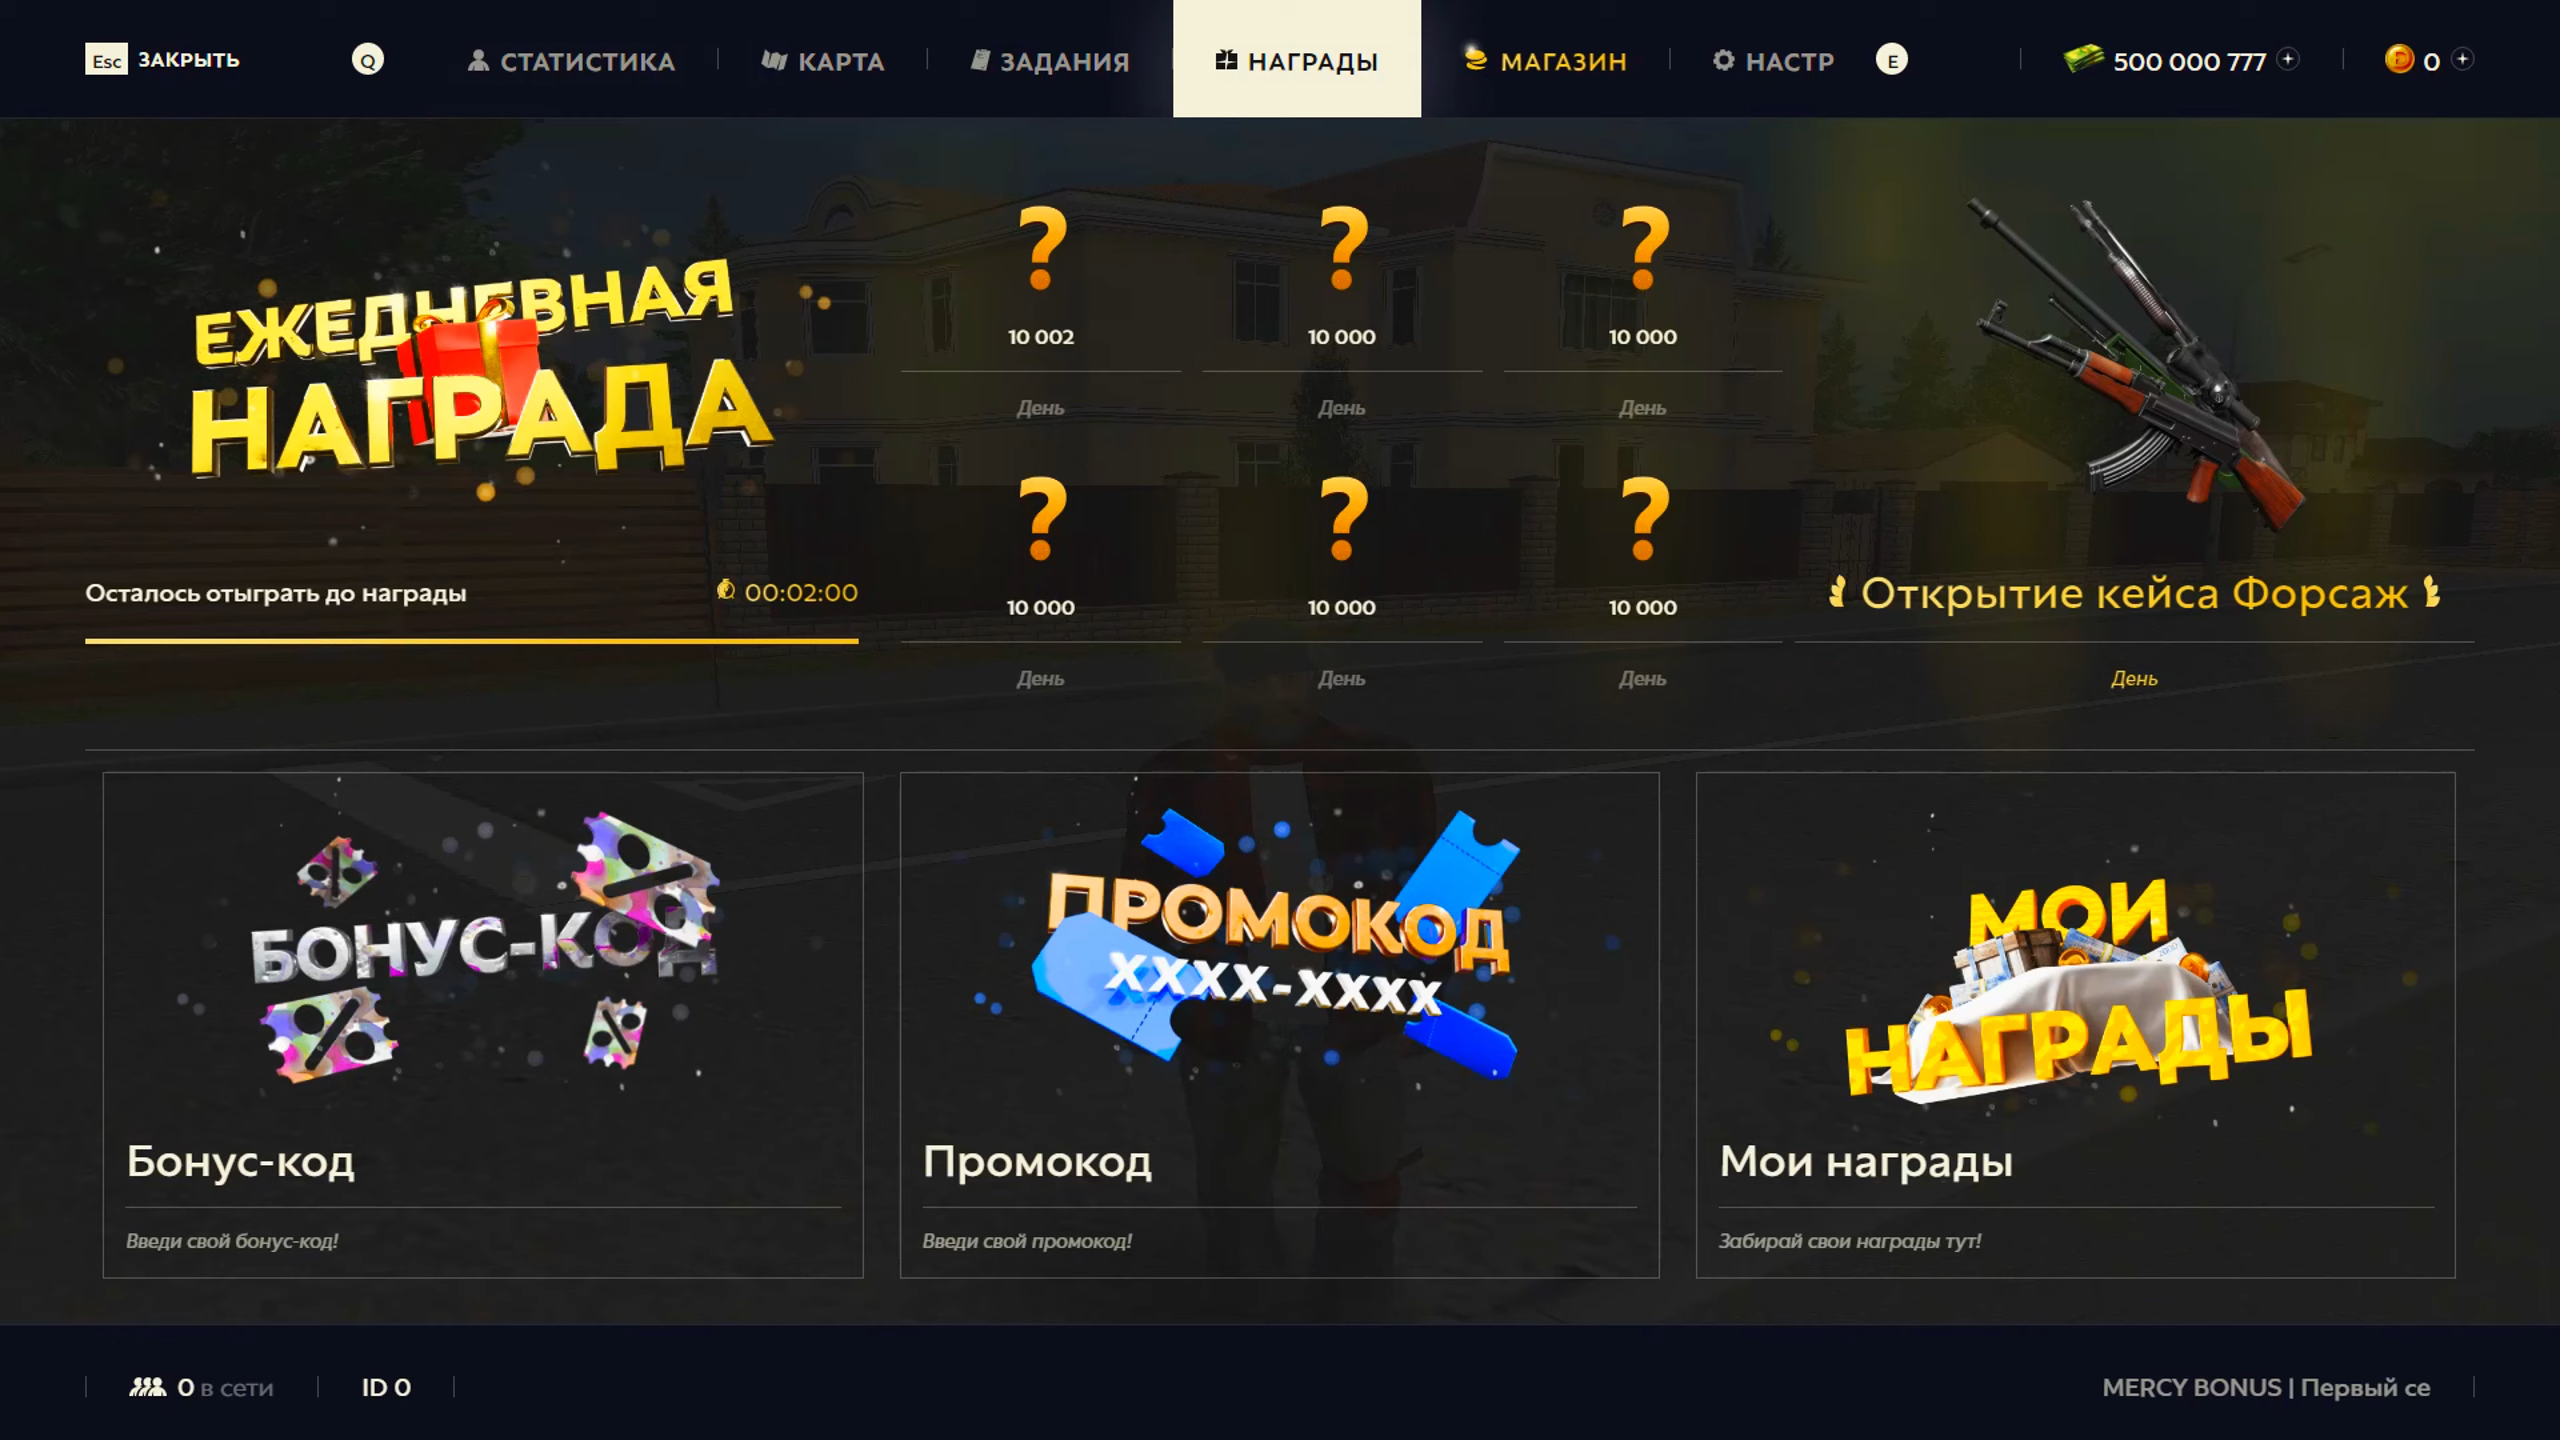 Esc ЗАКРЫТЬ
Q
СТАТИСТИКА
КАРТА
ЗАДАНИЯ
НАГРАДЫ
МАГАЗИН
НАСТР
E
500 000 777
0
ЕЖЕДНЕВНАЯ
НАГРАДА
Осталось отыграть до награды
00:02:00
?
10 002
День
?
10 000
День
?
10 000
День
?
10 000
День
?
10 000
День
?
10 000
День
Открытие кейса Форсаж
День
БОНУС-КОД
Бонус-код
Введи свой бонус-код!
ПРОМОКОД
XXXX-XXXX
Промокод
Введи свой промокод!
МОИ
НАГРАДЫ
Мои награды
Забирай свои награды тут!
0 в сети
ID 0
MERCY BONUS | Первый се